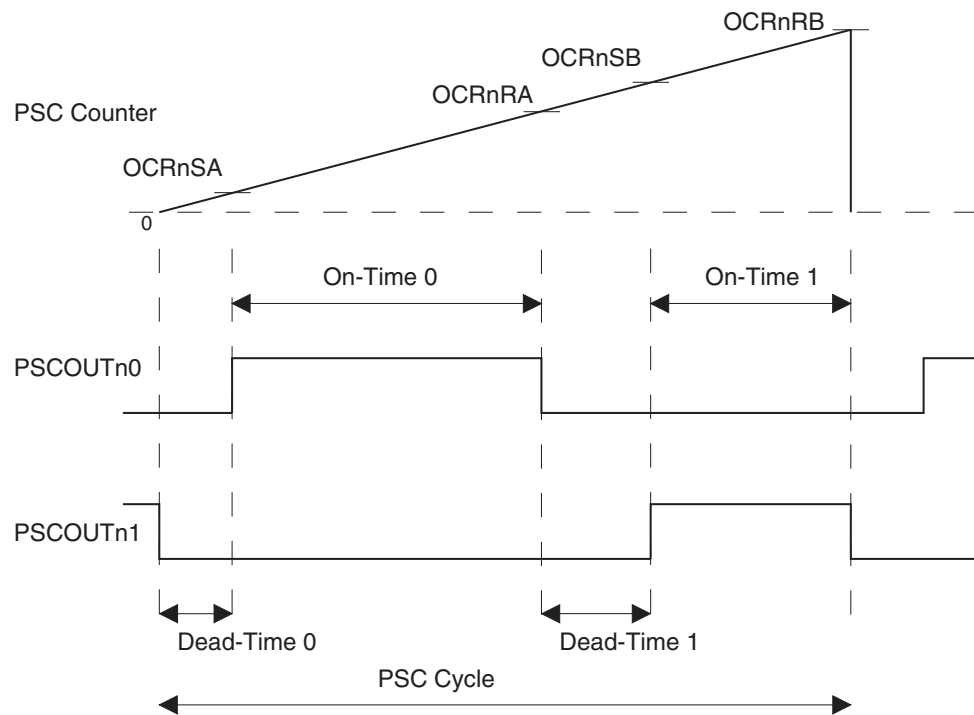 OCRnRB
OCRnSB
OCRnRA
PSC Counter
OCRnSA
0
On-Time 0
On-Time 1
PSCOUTn0
PSCOUTn1
Dead-Time 0
Dead-Time 1
PSC Cycle